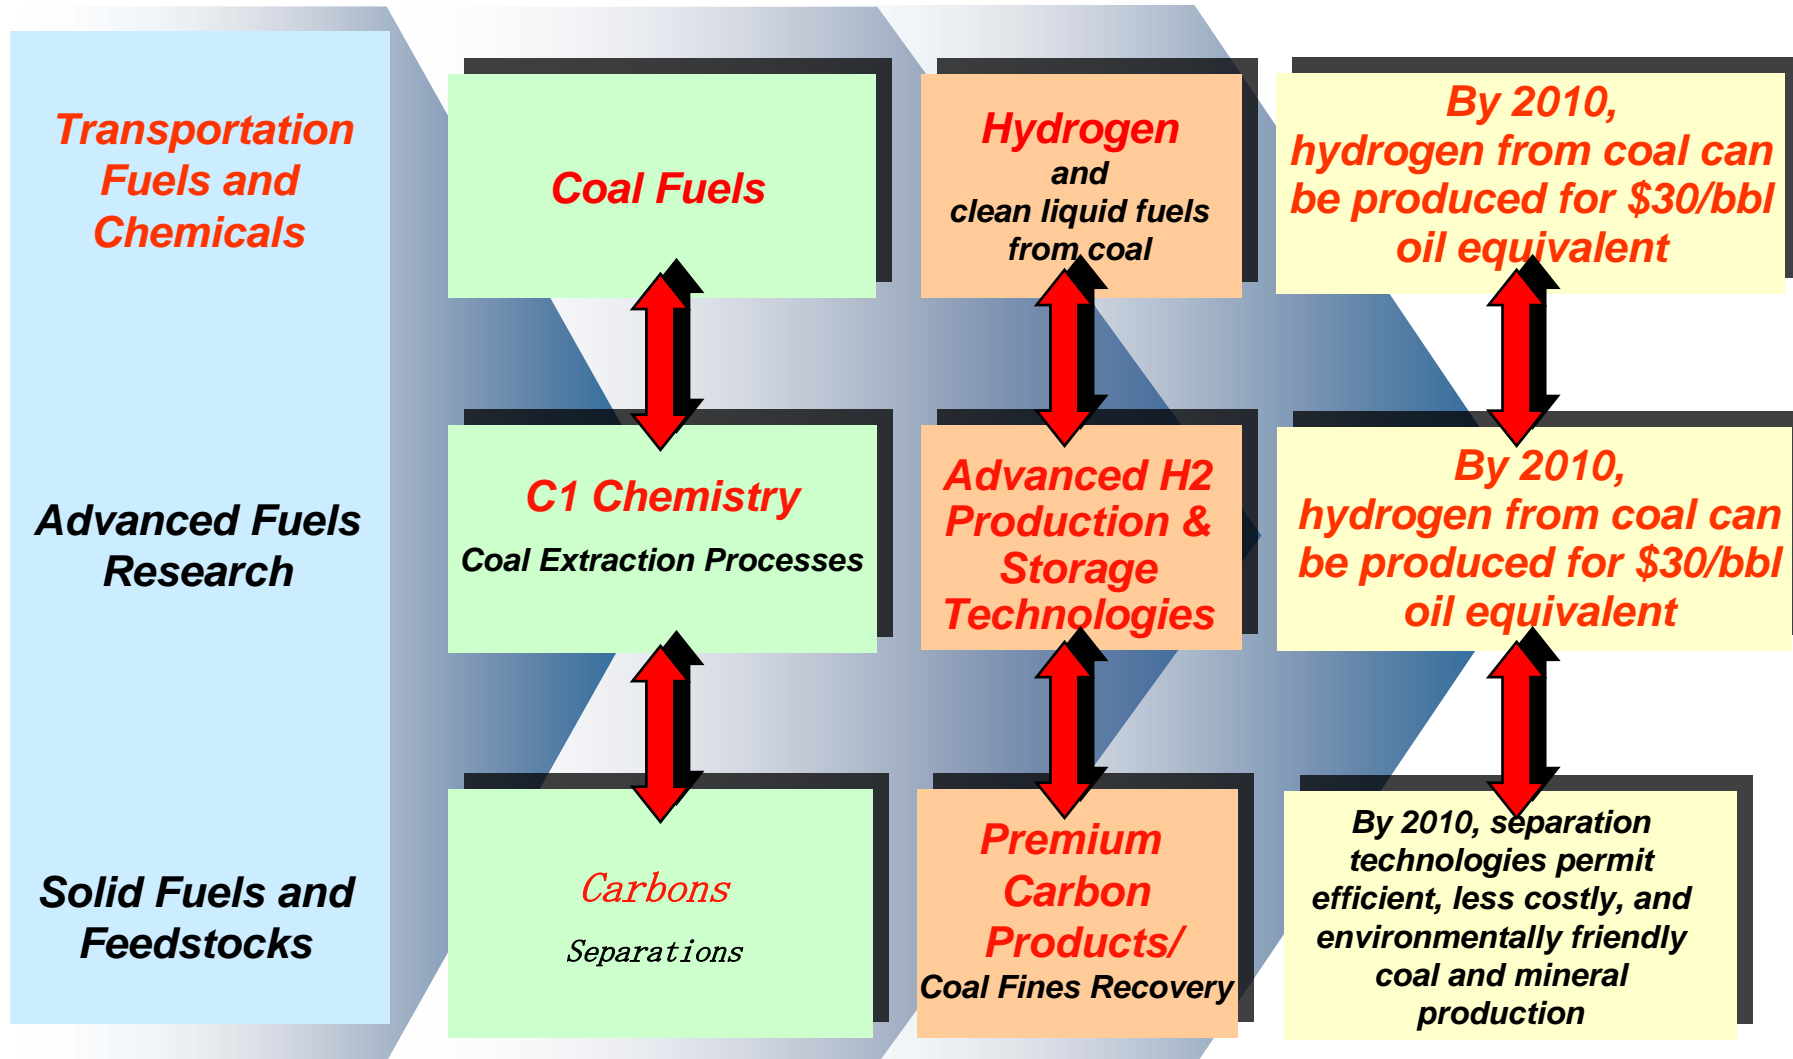 Transportation
Fuels and
Chemicals
Coal Fuels
Hydrogen
and
clean liquid fuels
from coal
By 2010,
hydrogen from coal can
be produced for $30/bbl
oil equivalent
Advanced Fuels
Research
C1 Chemistry
Coal Extraction Processes
Advanced H2
Production &
Storage
Technologies
By 2010,
hydrogen from coal can
be produced for $30/bbl
oil equivalent
Solid Fuels and
Feedstocks
Carbons
Separations
Premium
Carbon
Products/
Coal Fines Recovery
By 2010, separation
technologies permit
efficient, less costly, and
environmentally friendly
coal and mineral
production